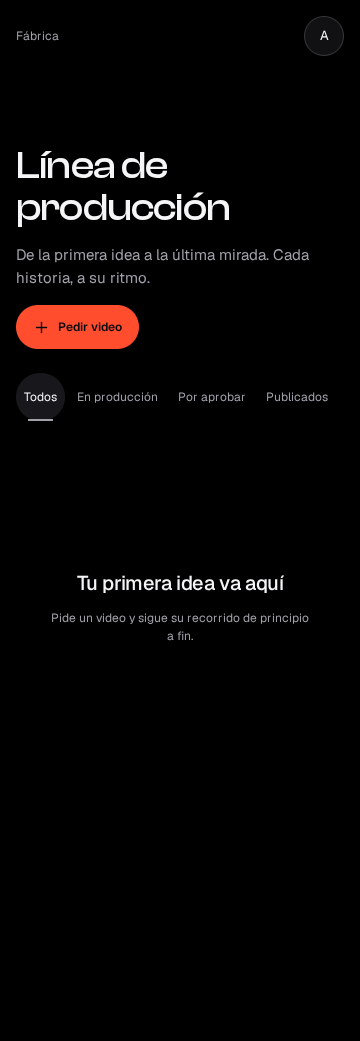 Fábrica
A
Línea de
producción
De la primera idea a la última mirada. Cada
historia, a su ritmo.
Pedir video
Todos En producción Por aprobar Publicados
Tu primera idea va aquí
Pide un video y sigue su recorrido de principio
a fin.